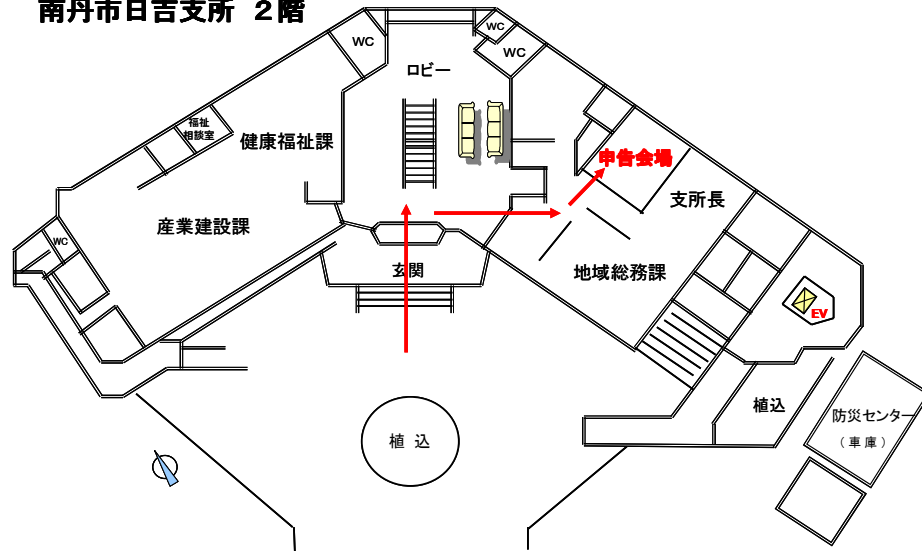 南丹市日吉支所 2階
WC
WC
WC
ロビー
福祉
相談室
健康福祉課
申告会場
支所長
産業建設課
WC
玄関
地域総務課
EV
植込
植 込
防災センター
(車庫)